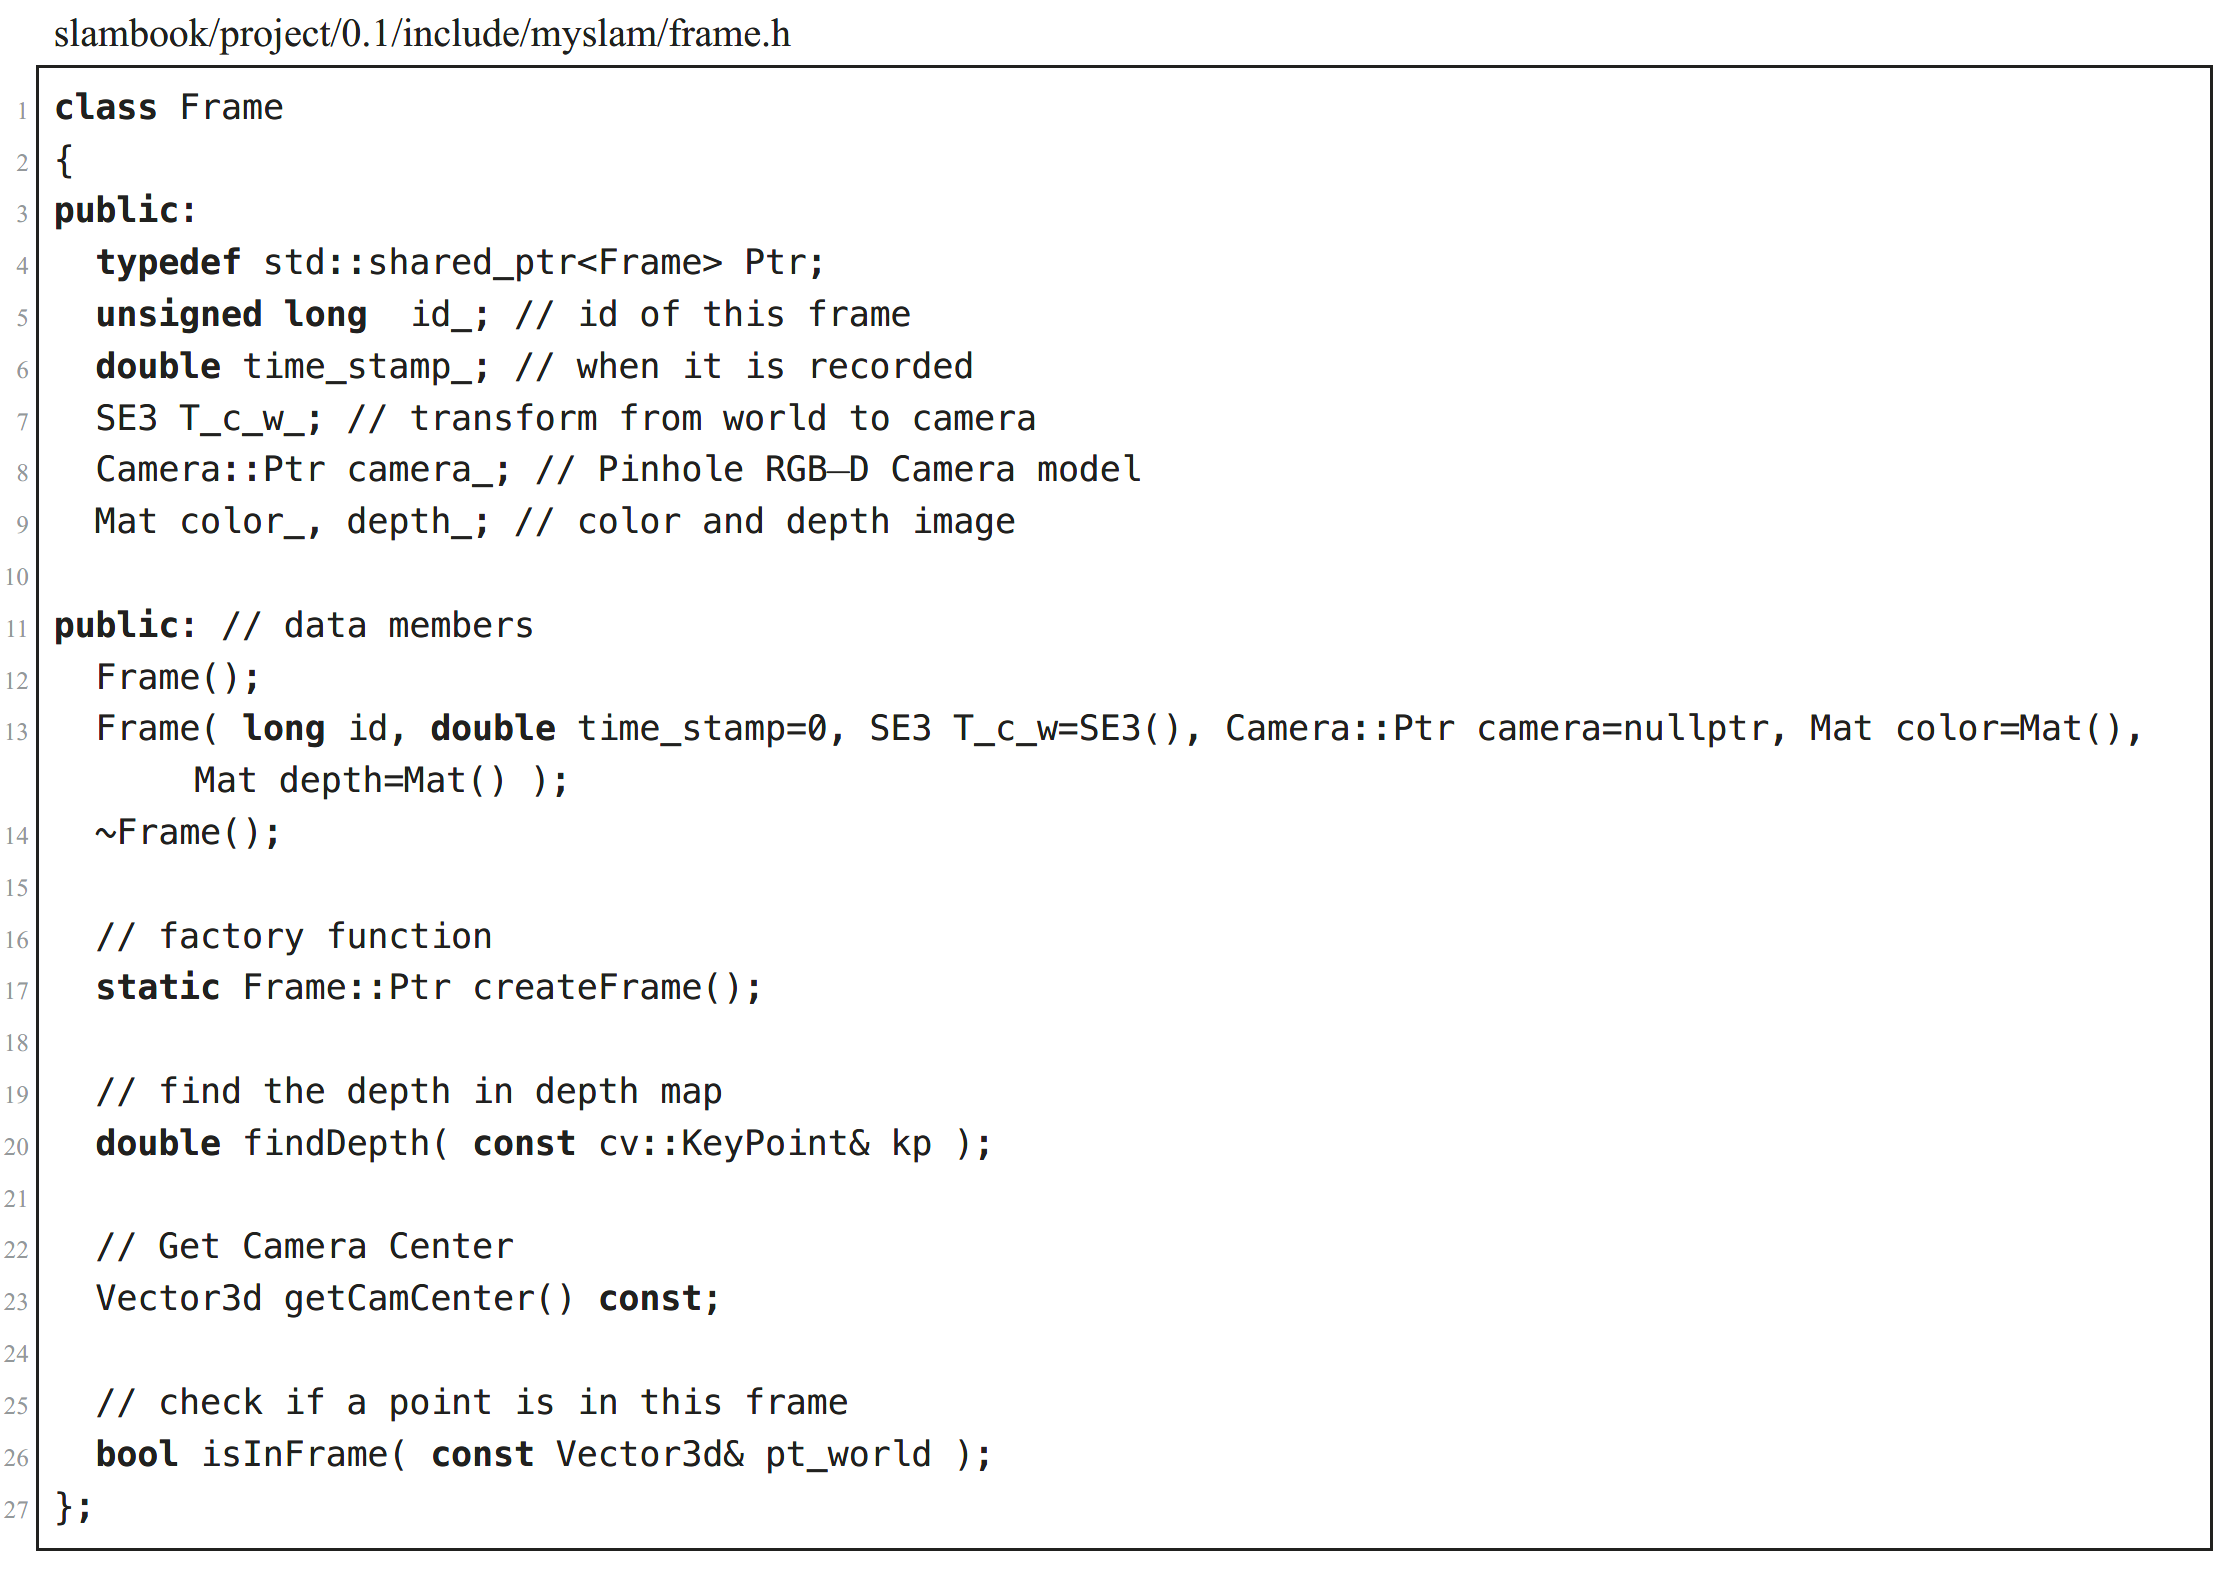 slambook/project/0.1/include/myslam/frame.h
1 class Frame
2 {
3 public:
4   typedef std::shared_ptr<Frame> Ptr;
5   unsigned long  id_; // id of this frame
6   double time_stamp_; // when it is recorded
7   SE3 T_c_w_; // transform from world to camera
8   Camera::Ptr camera_; // Pinhole RGB–D Camera model
9   Mat color_, depth_; // color and depth image
10
11 public: // data members
12   Frame();
13   Frame( long id, double time_stamp=0, SE3 T_c_w=SE3(), Camera::Ptr camera=nullptr, Mat color=Mat(),
Mat depth=Mat() );
14   ~Frame();
15
16   // factory function
17   static Frame::Ptr createFrame();
18
19   // find the depth in depth map
20   double findDepth( const cv::KeyPoint& kp );
21
22   // Get Camera Center
23   Vector3d getCamCenter() const;
24
25   // check if a point is in this frame
26   bool isInFrame( const Vector3d& pt_world );
27 };